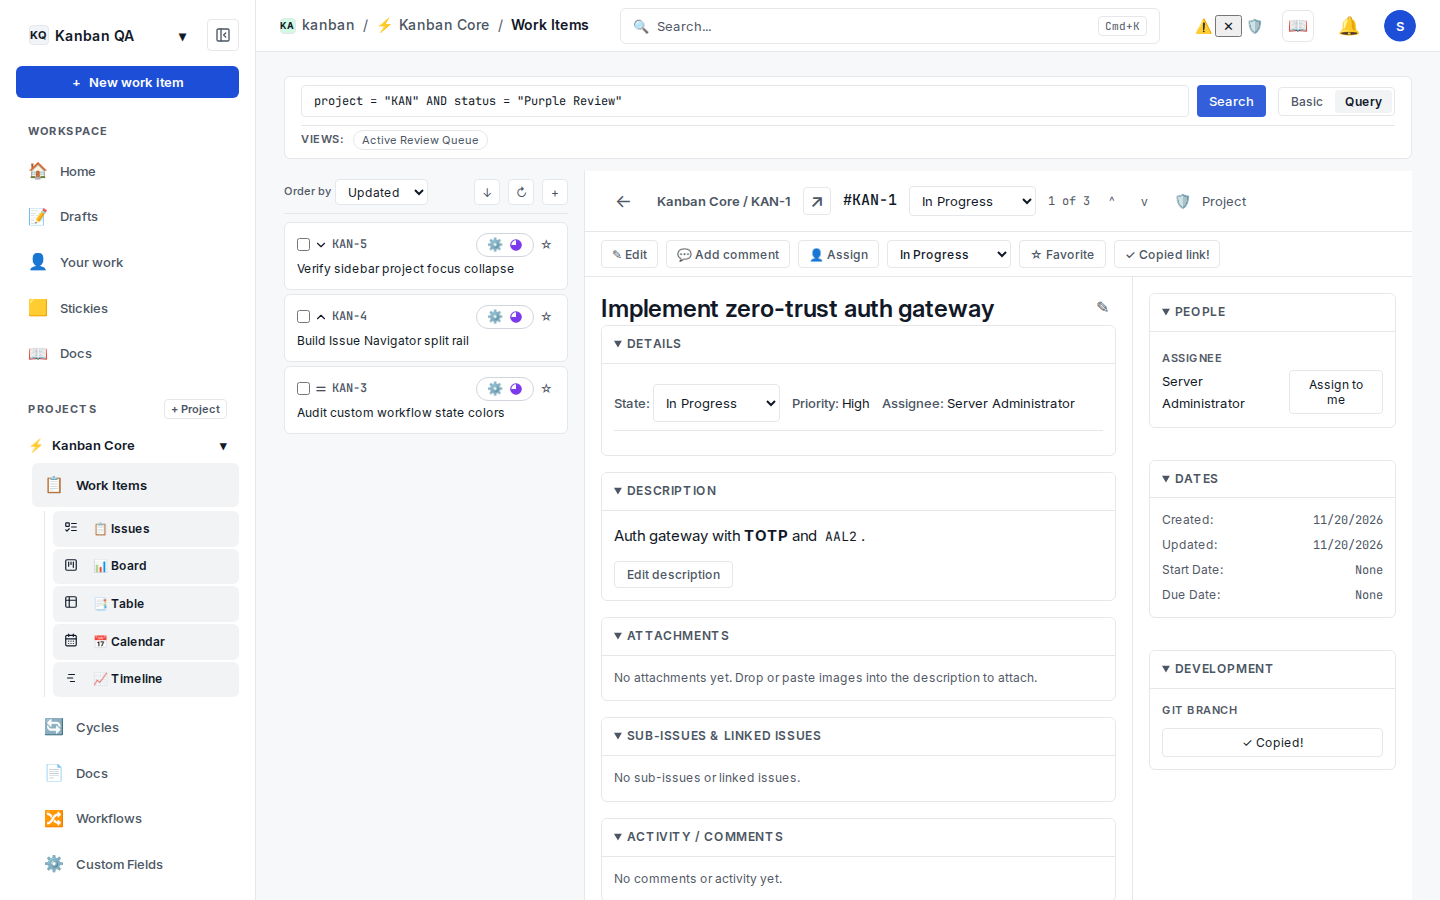 KQ Kanban QA ▾
+ New work item
WORKSPACE
🏠 Home
📝 Drafts
👤 Your work
🟨 Stickies
📖 Docs
PROJECTS + Project
⚡ Kanban Core ▾
📋 Work Items
📋 Issues
📊 Board
📑 Table
📅 Calendar
📈 Timeline
🔄 Cycles
📄 Docs
🔀 Workflows
⚙️ Custom Fields
KA kanban / ⚡ Kanban Core / Work Items
🔍 Search... Cmd+K
⚠️ ✕ 🛡️ 📖 🔔 S
project = "KAN" AND status = "Purple Review"
Search Basic Query
VIEWS: Active Review Queue
Order by Updated ↓ ↻ +
KAN-5 ⚙️ ☆
Verify sidebar project focus collapse
KAN-4 ⚙️ ☆
Build Issue Navigator split rail
KAN-3 ⚙️ ☆
Audit custom workflow state colors
← Kanban Core / KAN-1 #KAN-1 In Progress 1 of 3 ^ v 🛡️ Project
✎ Edit 💬 Add comment 👤 Assign In Progress ☆ Favorite ✓ Copied link!
Implement zero-trust auth gateway ✎
▼ DETAILS
State: In Progress Priority: High Assignee: Server Administrator
▼ DESCRIPTION
Auth gateway with TOTP and AAL2.
Edit description
▼ ATTACHMENTS
No attachments yet. Drop or paste images into the description to attach.
▼ SUB-ISSUES & LINKED ISSUES
No sub-issues or linked issues.
▼ ACTIVITY / COMMENTS
No comments or activity yet.
▼ PEOPLE
ASSIGNEE
Server
Administrator
Assign to
me
▼ DATES
Created: 11/20/2026
Updated: 11/20/2026
Start Date: None
Due Date: None
▼ DEVELOPMENT
GIT BRANCH
✓ Copied!